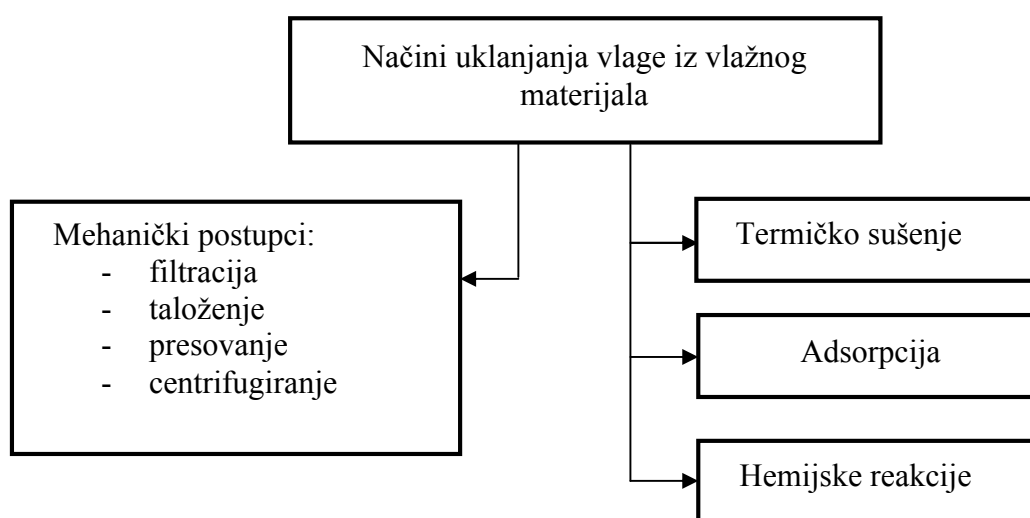 Načini uklanjanja vlage iz vlažnog
materijala
Mehanički postupci:
- filtracija
- taloženje
- presovanje
- centrifugiranje
Termičko sušenje
Adsorpcija
Hemijske reakcije